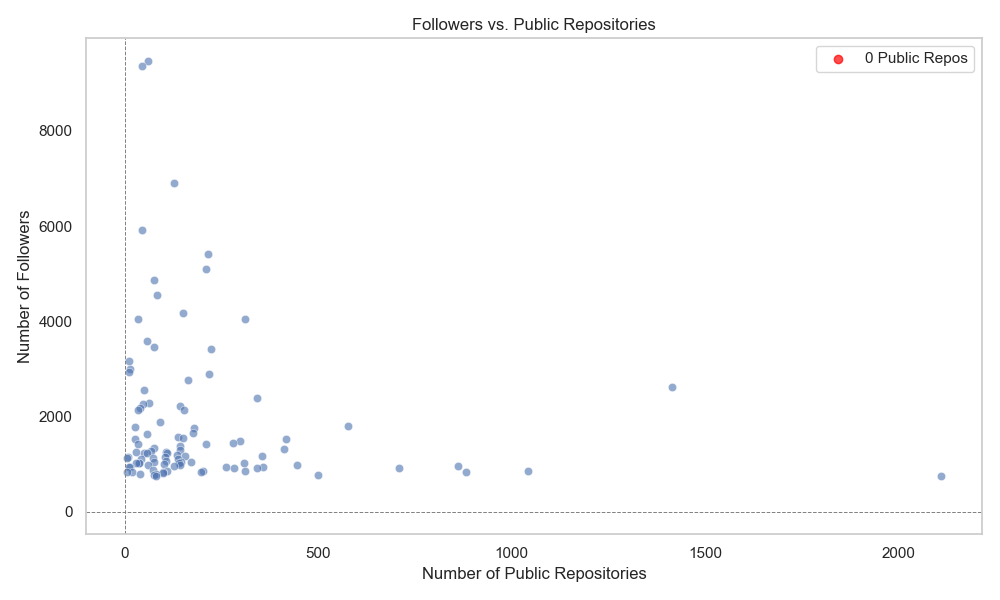 Followers vs. Public Repositories
0 Public Repos
8000
6000
4000
2000
0
Number of Followers
0 500 1000 1500 2000
Number of Public Repositories